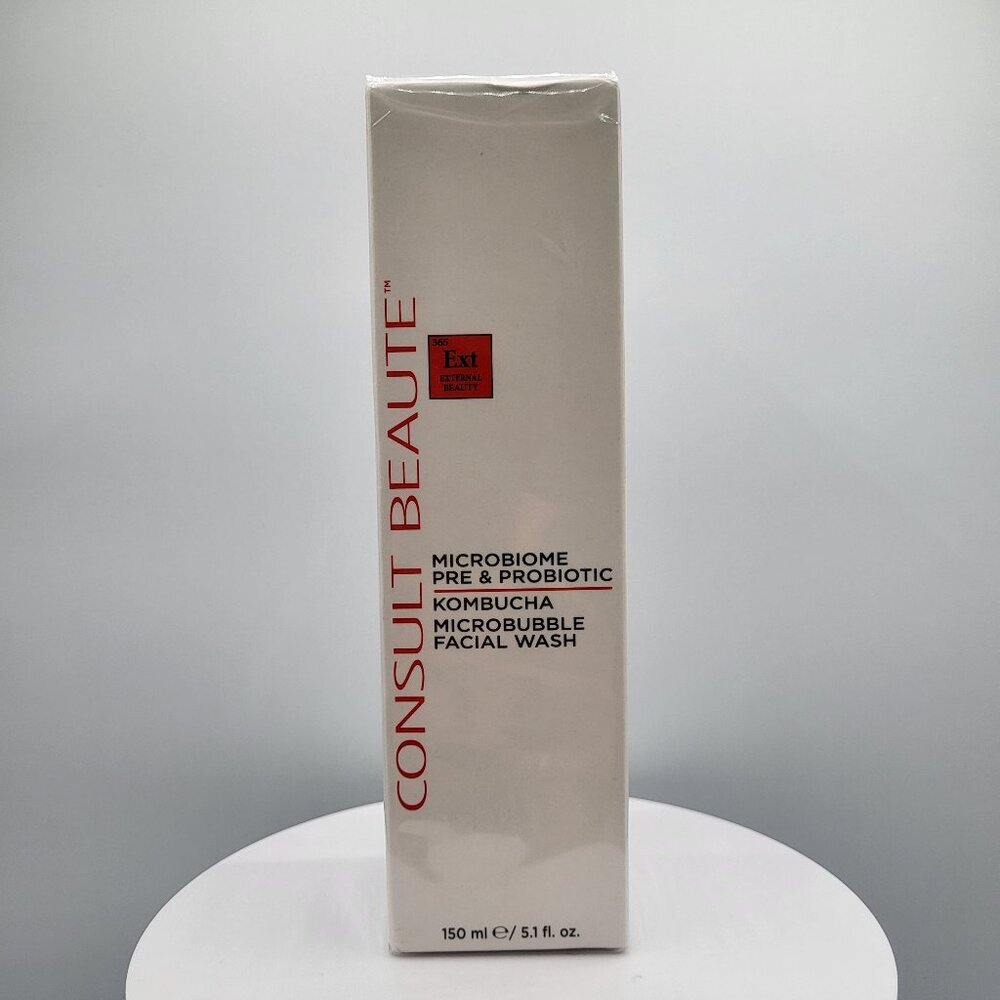 CONSULT BEAUTE™
365
Ext
EXTERNAL
BEAUTY
MICROBIOME
PRE & PROBIOTIC
KOMBUCHA
MICROBUBBLE
FACIAL WASH
150 ml ℮/ 5.1 fl. oz.